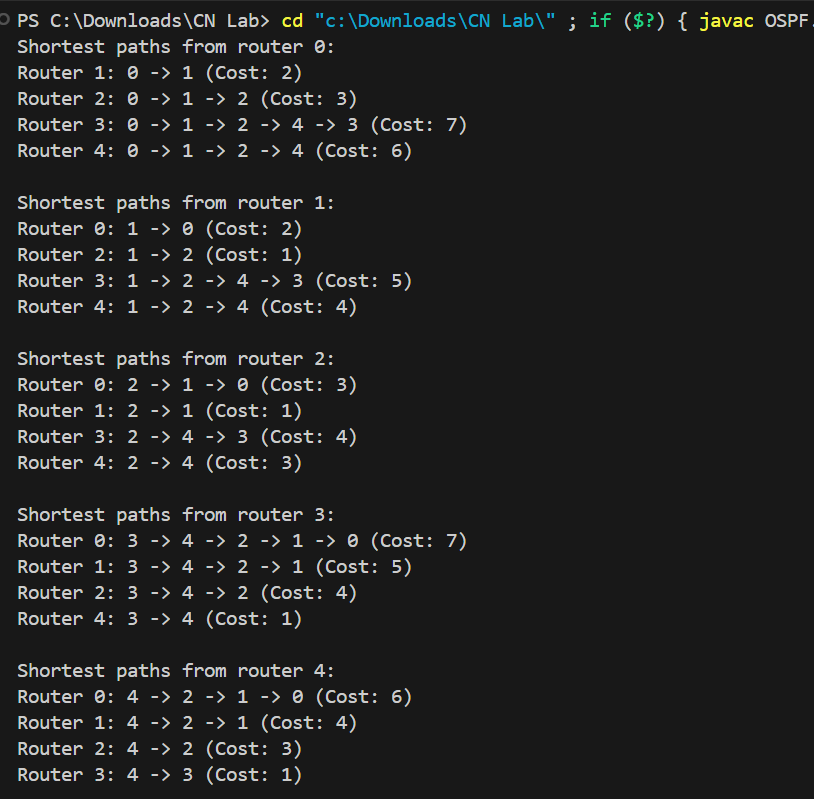 PS C:\Downloads\CN Lab> cd "c:\Downloads\CN Lab\" ; if ($?) { javac OSPF.
Shortest paths from router 0:
Router 1: 0 -> 1 (Cost: 2)
Router 2: 0 -> 1 -> 2 (Cost: 3)
Router 3: 0 -> 1 -> 2 -> 4 -> 3 (Cost: 7)
Router 4: 0 -> 1 -> 2 -> 4 (Cost: 6)

Shortest paths from router 1:
Router 0: 1 -> 0 (Cost: 2)
Router 2: 1 -> 2 (Cost: 1)
Router 3: 1 -> 2 -> 4 -> 3 (Cost: 5)
Router 4: 1 -> 2 -> 4 (Cost: 4)

Shortest paths from router 2:
Router 0: 2 -> 1 -> 0 (Cost: 3)
Router 1: 2 -> 1 (Cost: 1)
Router 3: 2 -> 4 -> 3 (Cost: 4)
Router 4: 2 -> 4 (Cost: 3)

Shortest paths from router 3:
Router 0: 3 -> 4 -> 2 -> 1 -> 0 (Cost: 7)
Router 1: 3 -> 4 -> 2 -> 1 (Cost: 5)
Router 2: 3 -> 4 -> 2 (Cost: 4)
Router 4: 3 -> 4 (Cost: 1)

Shortest paths from router 4:
Router 0: 4 -> 2 -> 1 -> 0 (Cost: 6)
Router 1: 4 -> 2 -> 1 (Cost: 4)
Router 2: 4 -> 2 (Cost: 3)
Router 3: 4 -> 3 (Cost: 1)